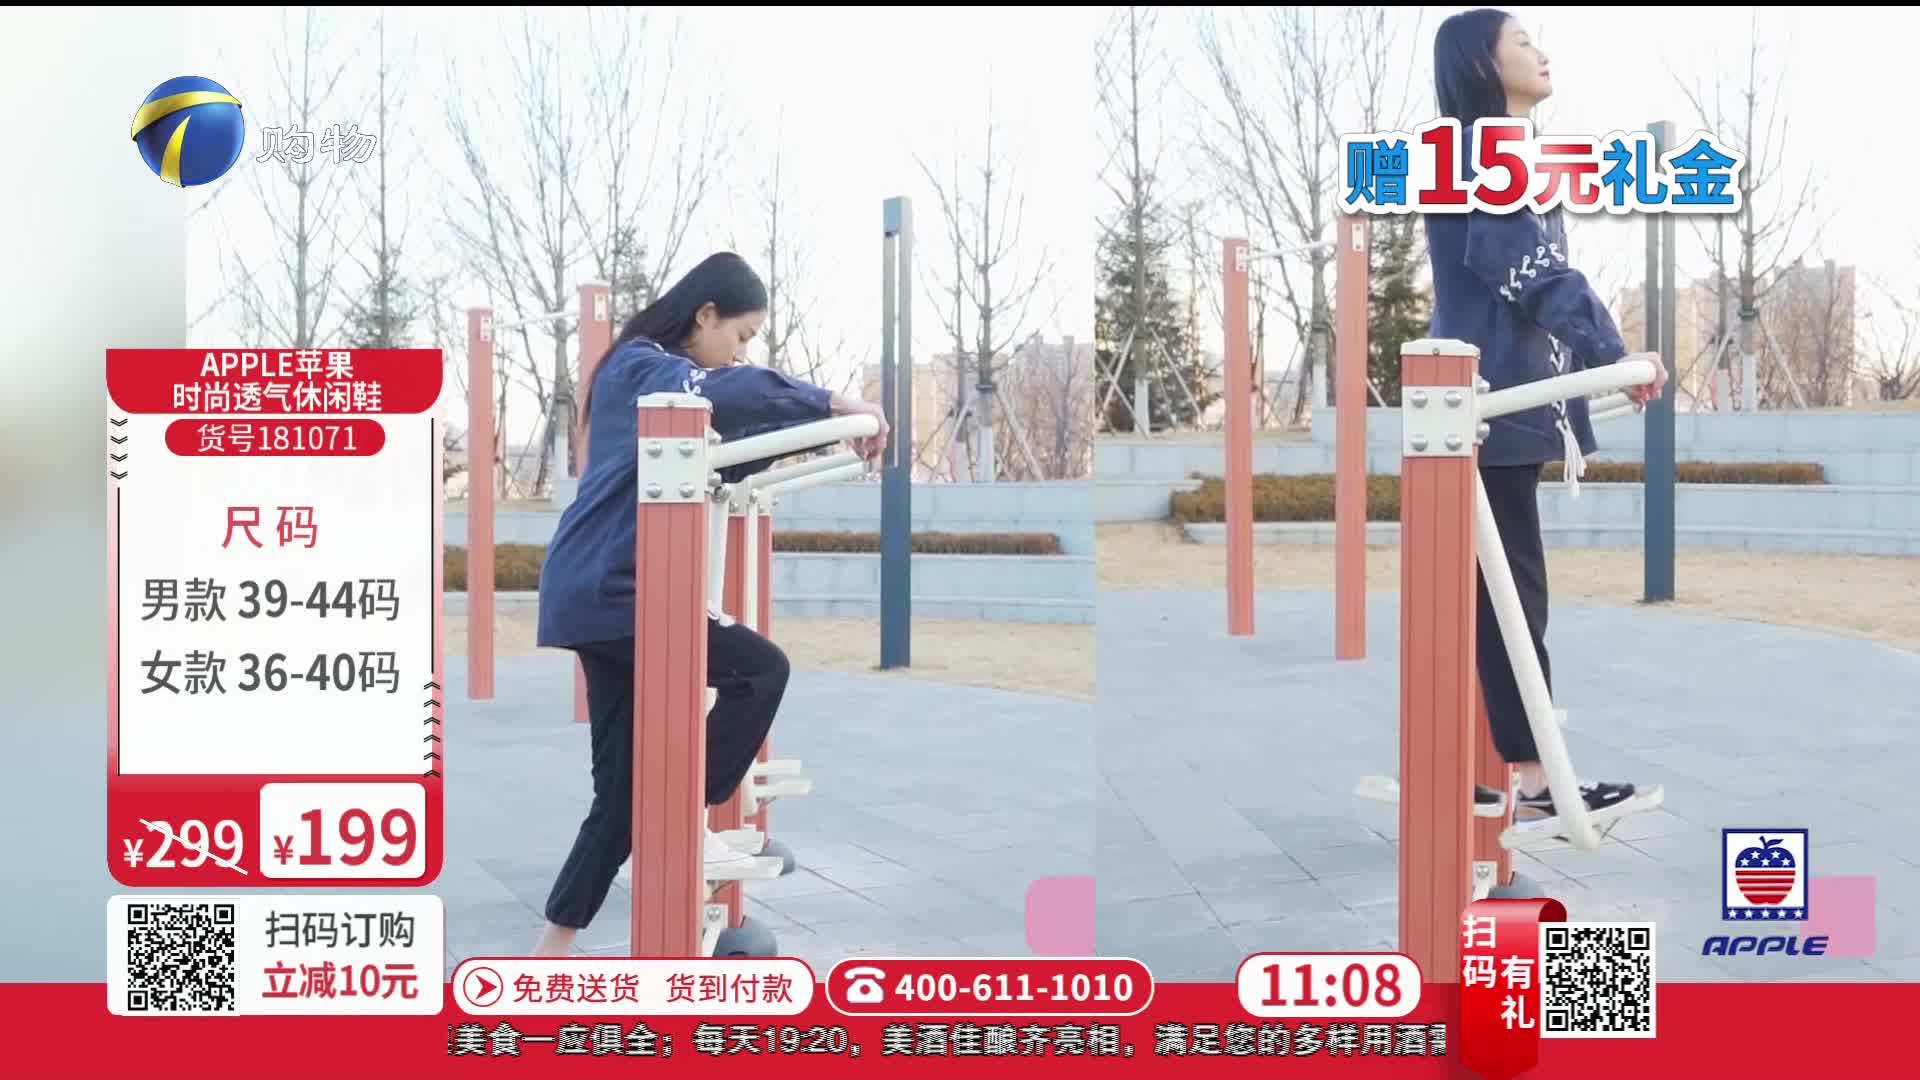 购物
赠15元礼金
APPLE苹果
时尚透气休闲鞋
货号181071
尺码
男款 39-44码
女款 36-40码
¥299
¥199
扫码订购
立减10元
免费送货 货到付款
400-611-1010
11:08
扫码有礼
APPLE
美食一应俱全；每天19:20，美酒佳酿齐亮相，满足您的多样用酒需